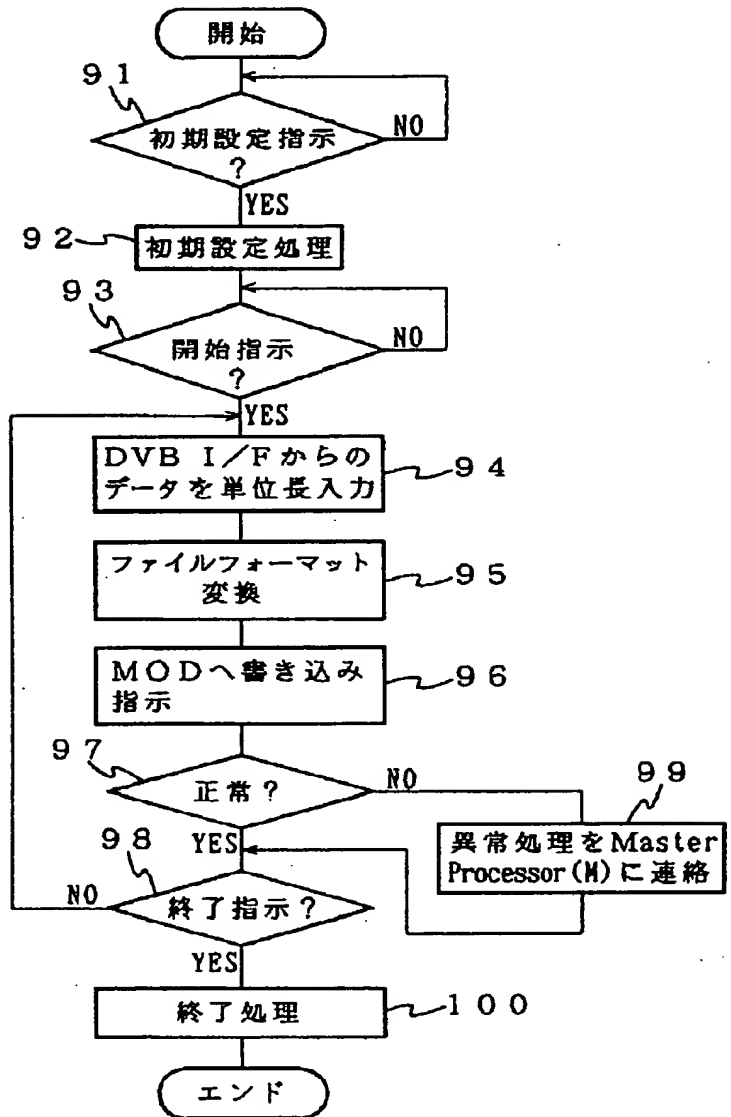 開始
91
初期設定指示
?
NO
YES
92
初期設定処理
93
開始指示
?
NO
YES
DVB I/Fからの
データを単位長入力
94
ファイルフォーマット
変換
95
MODへ書き込み
指示
96
97
正常?
NO
YES
99
異常処理をMaster
Processor(M)に連絡
98
終了指示?
NO
YES
終了処理
100
エンド